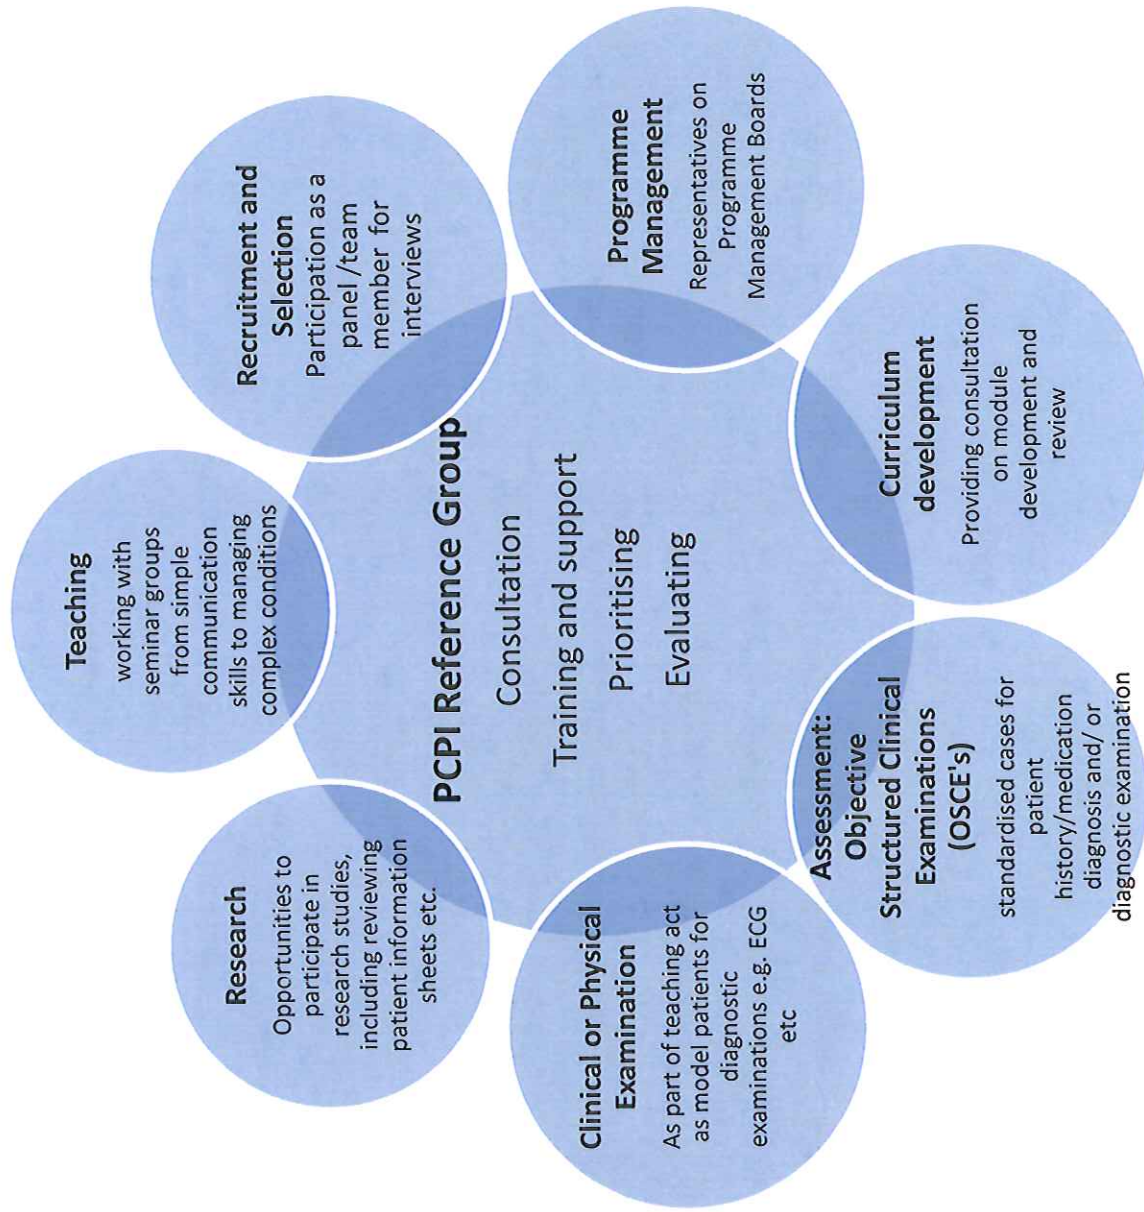 PCPI Reference Group
Consultation
Training and support
Prioritising
Evaluating
Teaching
working with
seminar groups
from simple
communication
skills to managing
complex conditions
Recruitment and
Selection
Participation as a
panel /team
member for
interviews
Programme
Management
Representatives on
Programme
Management Boards
Curriculum
development
Providing consultation
on module
development and
review
Assessment:
Objective
Structured Clinical
Examinations
(OSCE's)
standardised cases for
patient
history/medication
diagnosis and/ or
diagnostic examination
Clinical or Physical
Examination
As part of teaching act
as model patients for
diagnostic
examinations e.g. ECG
etc
Research
Opportunities to
participate in
research studies,
including reviewing
patient information
sheets etc.